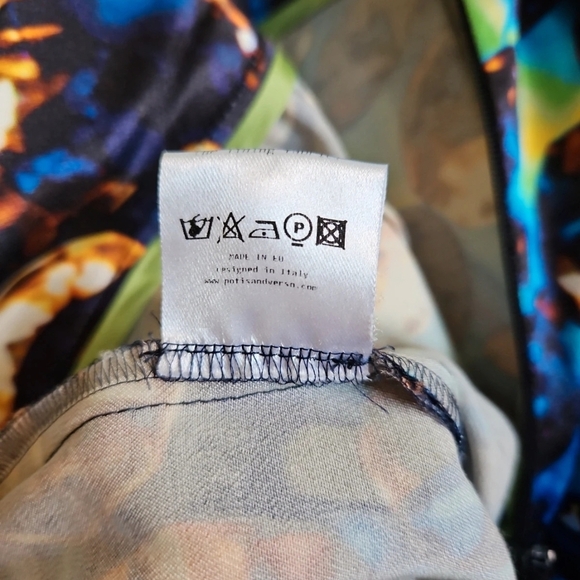 P
MADE IN EU
designed in Italy
www.potisandverso.com